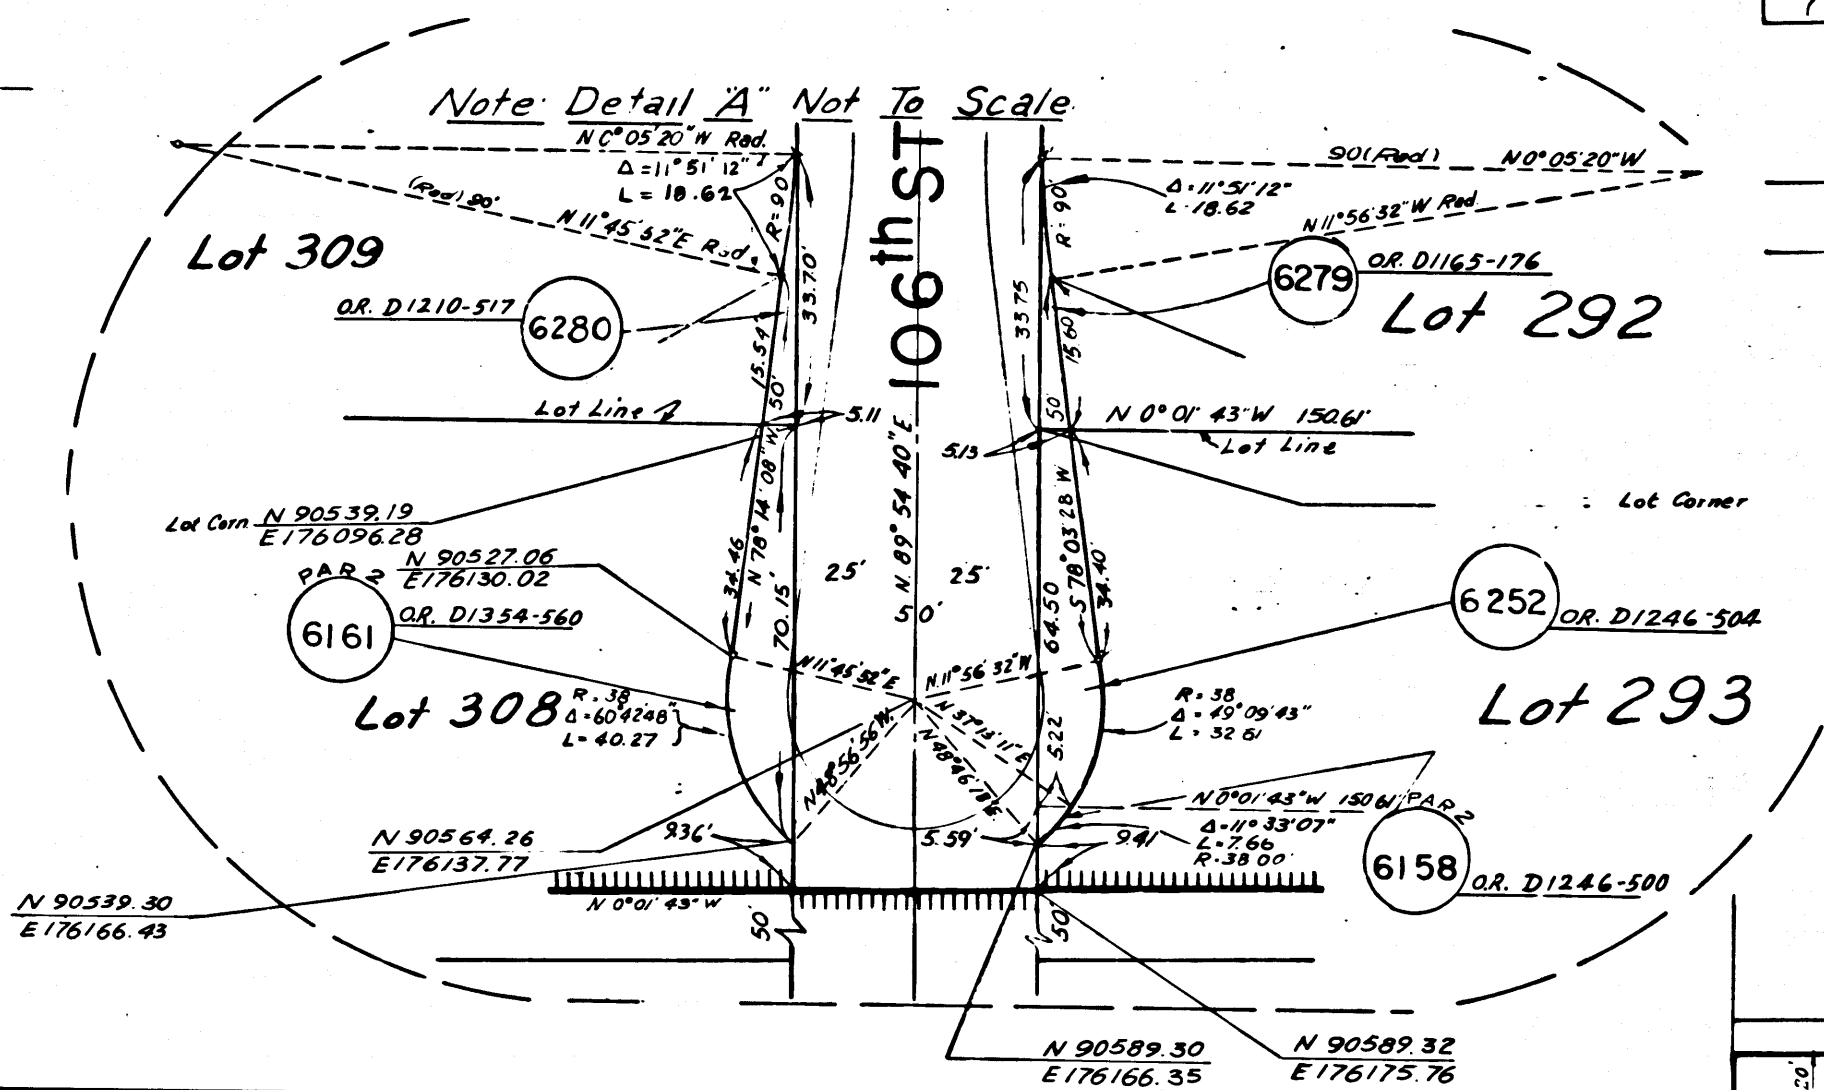 Note: Detail "A" Not To Scale.
N 0° 05' 20" W Rad.
Δ = 11° 51' 12"
L = 18.62
R = 90'
(Rad) 90'
N 11° 45' 52" E Rad.
90 (Rad)
N 0° 05' 20" W
Δ = 11° 51' 12"
L = 18.62
R = 90'
N 11° 56' 32" W Rad.
106th ST
Lot 309
O.R. D1210-517
6280
33.70'
33.75
6279
O.R. D1165-176
Lot 292
15.54'
50'
15.60
50'
Lot Line
5.11
5.13
N 0° 01' 43" W 150.61'
Lot Line
Lot Corn.
N 90539.19
E 176096.28
Lot Corner
N 90527.06
E 176130.02
34.46
N 78° 14' 08" W
70.15'
N. 89° 54' 40" E
25'
25'
50'
64.50
S 78° 03' 28 W
34.40'
PAR 2
6161
O.R. D1354-560
6252
O.R. D1246-504
Lot 308
R = 38
Δ = 60° 42' 48"
L = 40.27
N 11° 45' 52" E
N. 11° 56' 32" W
N 48° 56' 56" W.
N 37° 13' 11" E
N 48° 46' 18" E
5.22
R = 38
Δ = 49° 09' 43"
L = 32.61
Lot 293
N 0° 01' 43" W 150.61'
PAR 2
Δ = 11° 33' 07"
L = 7.66
R = 38.00'
6158
O.R. D1246-500
N 90564.26
E 176137.77
9.36'
5.59'
9.41
N 90539.30
E 176166.43
N 0° 01' 43" W
50'
50'
N 90589.30
E 176166.35
N 90589.32
E 176175.76
20'